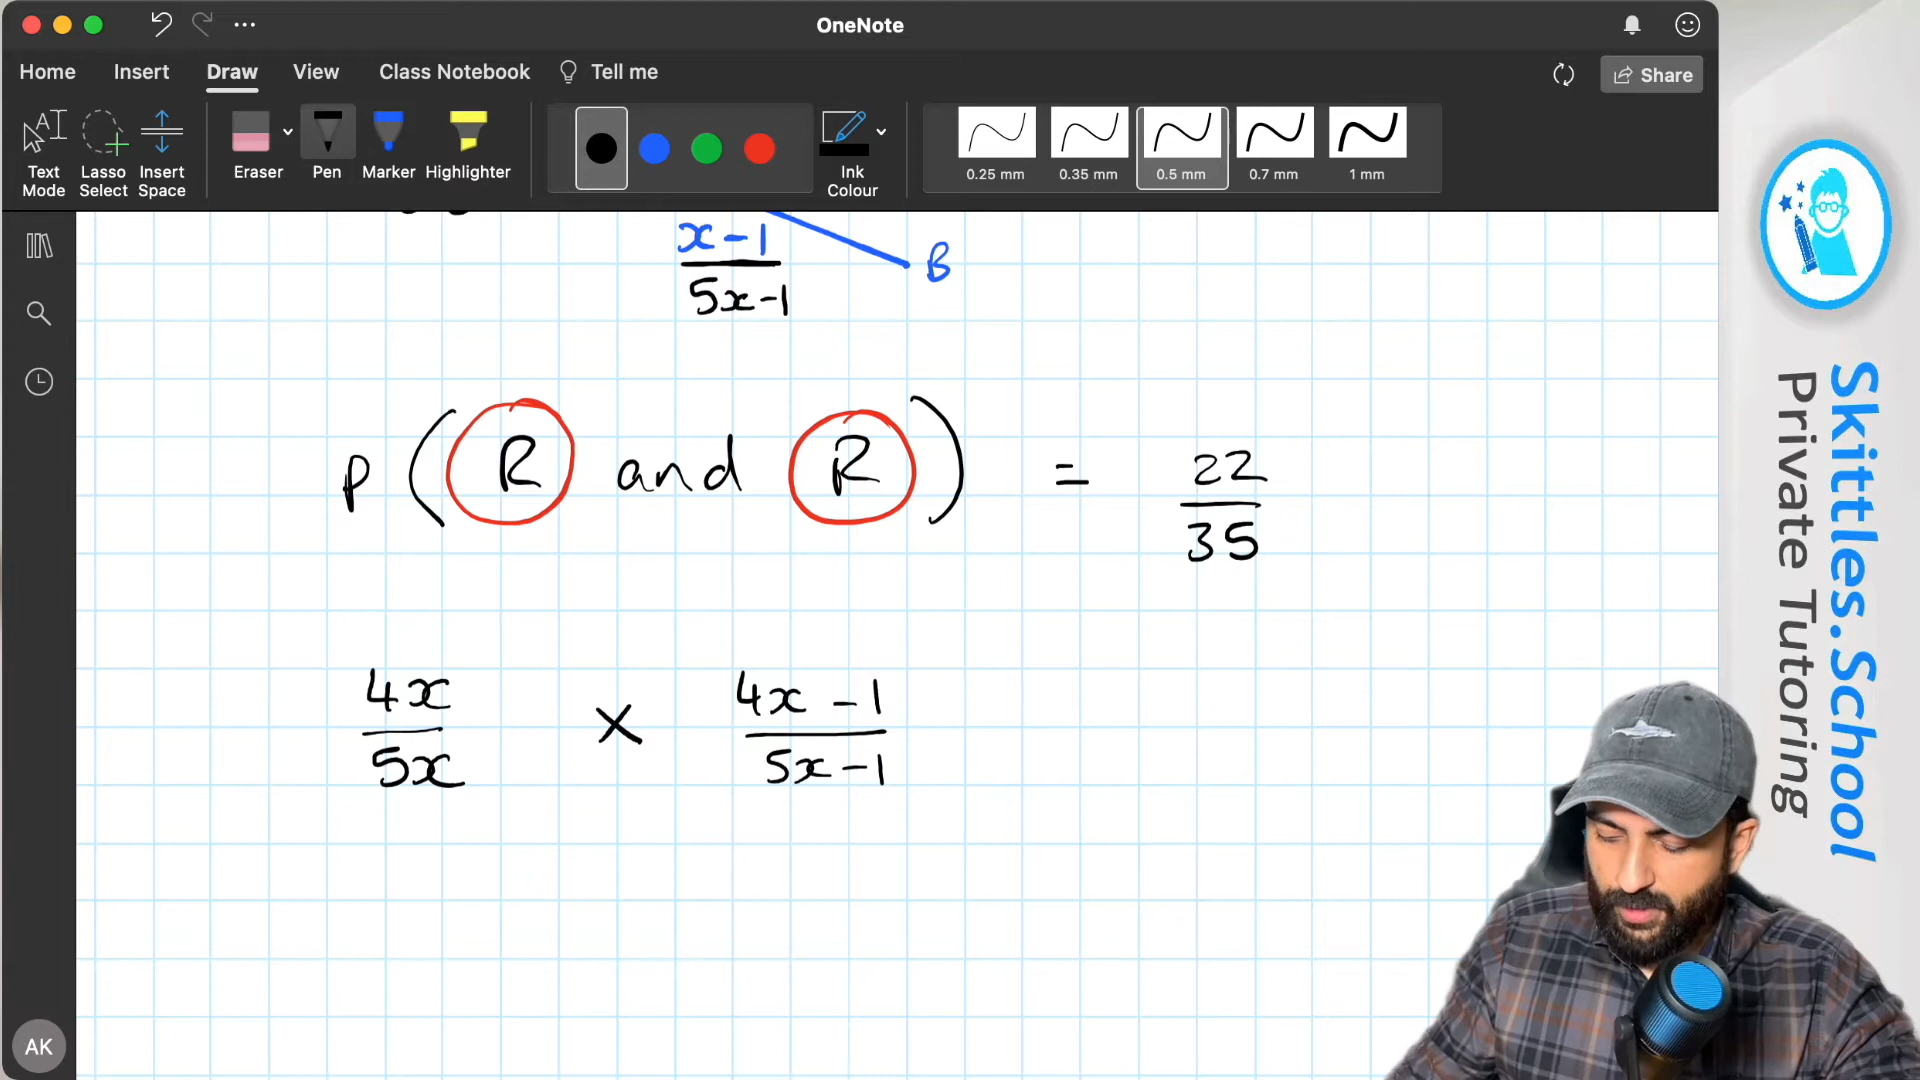 OneNote
Home Insert Draw View Class Notebook Tell me Share
Text Mode
Lasso Select
Insert Space
Eraser
Pen
Marker
Highlighter
Ink Colour
0.25 mm
0.35 mm
0.5 mm
0.7 mm
1 mm
x-1
5x-1
B
P(R and R) = 22/35
4x/5x × 4x-1/5x-1
AK
Skittles.School
Private Tutoring